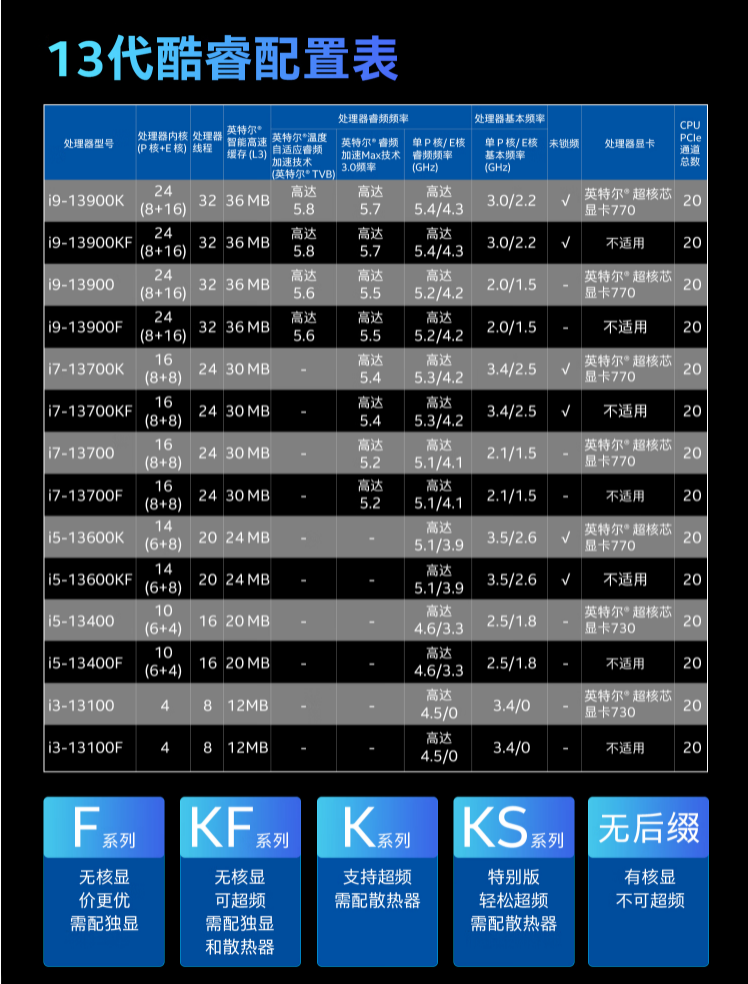 13代酷睿配置表
处理器型号 处理器内核 (P 核+E 核) 处理器线程 英特尔® 智能高速缓存 (L3) 处理器睿频频率 处理器基本频率 未锁频 处理器显卡 CPU PCIe 通道总数
英特尔®温度自适应睿频加速技术 (英特尔® TVB) 英特尔® 睿频加速Max技术 3.0频率 单 P 核/ E核 睿频频率 (GHz) 单 P 核/ E核 基本频率 (GHz)
i9-13900K 24 (8+16) 32 36 MB 高达 5.8 高达 5.7 高达 5.4/4.3 3.0/2.2 √ 英特尔® 超核芯显卡770 20
i9-13900KF 24 (8+16) 32 36 MB 高达 5.8 高达 5.7 高达 5.4/4.3 3.0/2.2 √ 不适用 20
i9-13900 24 (8+16) 32 36 MB 高达 5.6 高达 5.5 高达 5.2/4.2 2.0/1.5 - 英特尔® 超核芯显卡770 20
i9-13900F 24 (8+16) 32 36 MB 高达 5.6 高达 5.5 高达 5.2/4.2 2.0/1.5 - 不适用 20
i7-13700K 16 (8+8) 24 30 MB - 高达 5.4 高达 5.3/4.2 3.4/2.5 √ 英特尔® 超核芯显卡770 20
i7-13700KF 16 (8+8) 24 30 MB - 高达 5.4 高达 5.3/4.2 3.4/2.5 √ 不适用 20
i7-13700 16 (8+8) 24 30 MB - 高达 5.2 高达 5.1/4.1 2.1/1.5 - 英特尔® 超核芯显卡770 20
i7-13700F 16 (8+8) 24 30 MB - 高达 5.2 高达 5.1/4.1 2.1/1.5 - 不适用 20
i5-13600K 14 (6+8) 20 24 MB - - 高达 5.1/3.9 3.5/2.6 √ 英特尔® 超核芯显卡770 20
i5-13600KF 14 (6+8) 20 24 MB - - 高达 5.1/3.9 3.5/2.6 √ 不适用 20
i5-13400 10 (6+4) 16 20 MB - - 高达 4.6/3.3 2.5/1.8 - 英特尔® 超核芯显卡730 20
i5-13400F 10 (6+4) 16 20 MB - - 高达 4.6/3.3 2.5/1.8 - 不适用 20
i3-13100 4 8 12MB - - 高达 4.5/0 3.4/0 - 英特尔® 超核芯显卡730 20
i3-13100F 4 8 12MB - - 高达 4.5/0 3.4/0 - 不适用 20
F系列
无核显
价更优
需配独显
KF系列
无核显
可超频
需配独显
和散热器
K系列
支持超频
需配散热器
KS系列
特别版
轻松超频
需配散热器
无后缀
有核显
不可超频